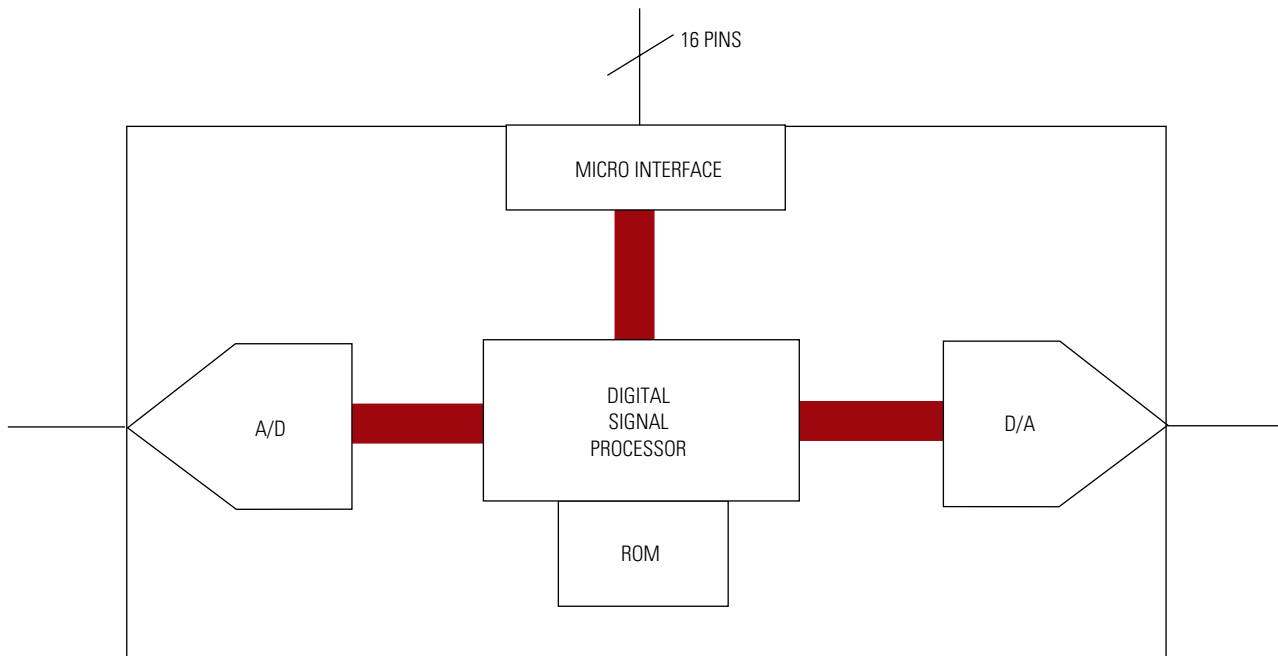 16 PINS
MICRO INTERFACE
A/D
DIGITAL
SIGNAL
PROCESSOR
D/A
ROM